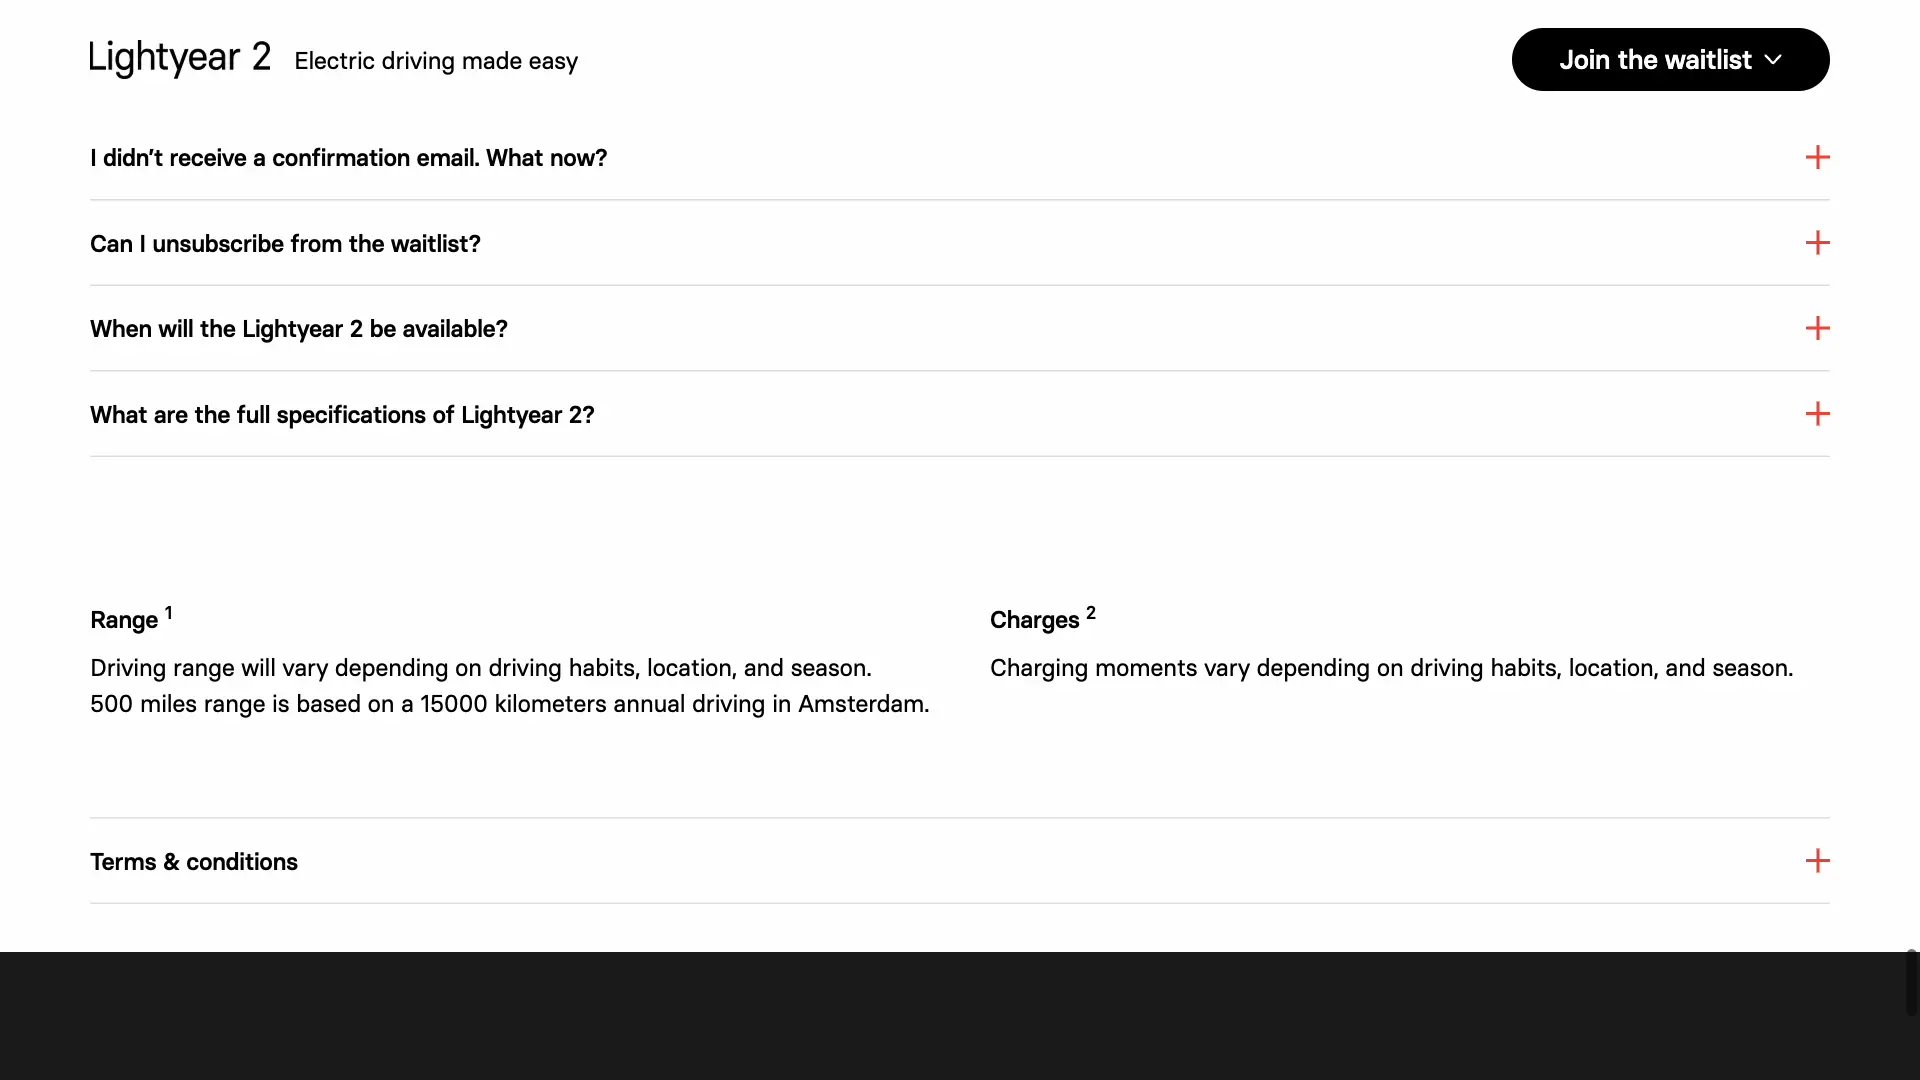 Lightyear 2 Electric driving made easy
Join the waitlist
I didn’t receive a confirmation email. What now?
Can I unsubscribe from the waitlist?
When will the Lightyear 2 be available?
What are the full specifications of Lightyear 2?
Range 1
Driving range will vary depending on driving habits, location, and season.
500 miles range is based on a 15000 kilometers annual driving in Amsterdam.
Charges 2
Charging moments vary depending on driving habits, location, and season.
Terms & conditions